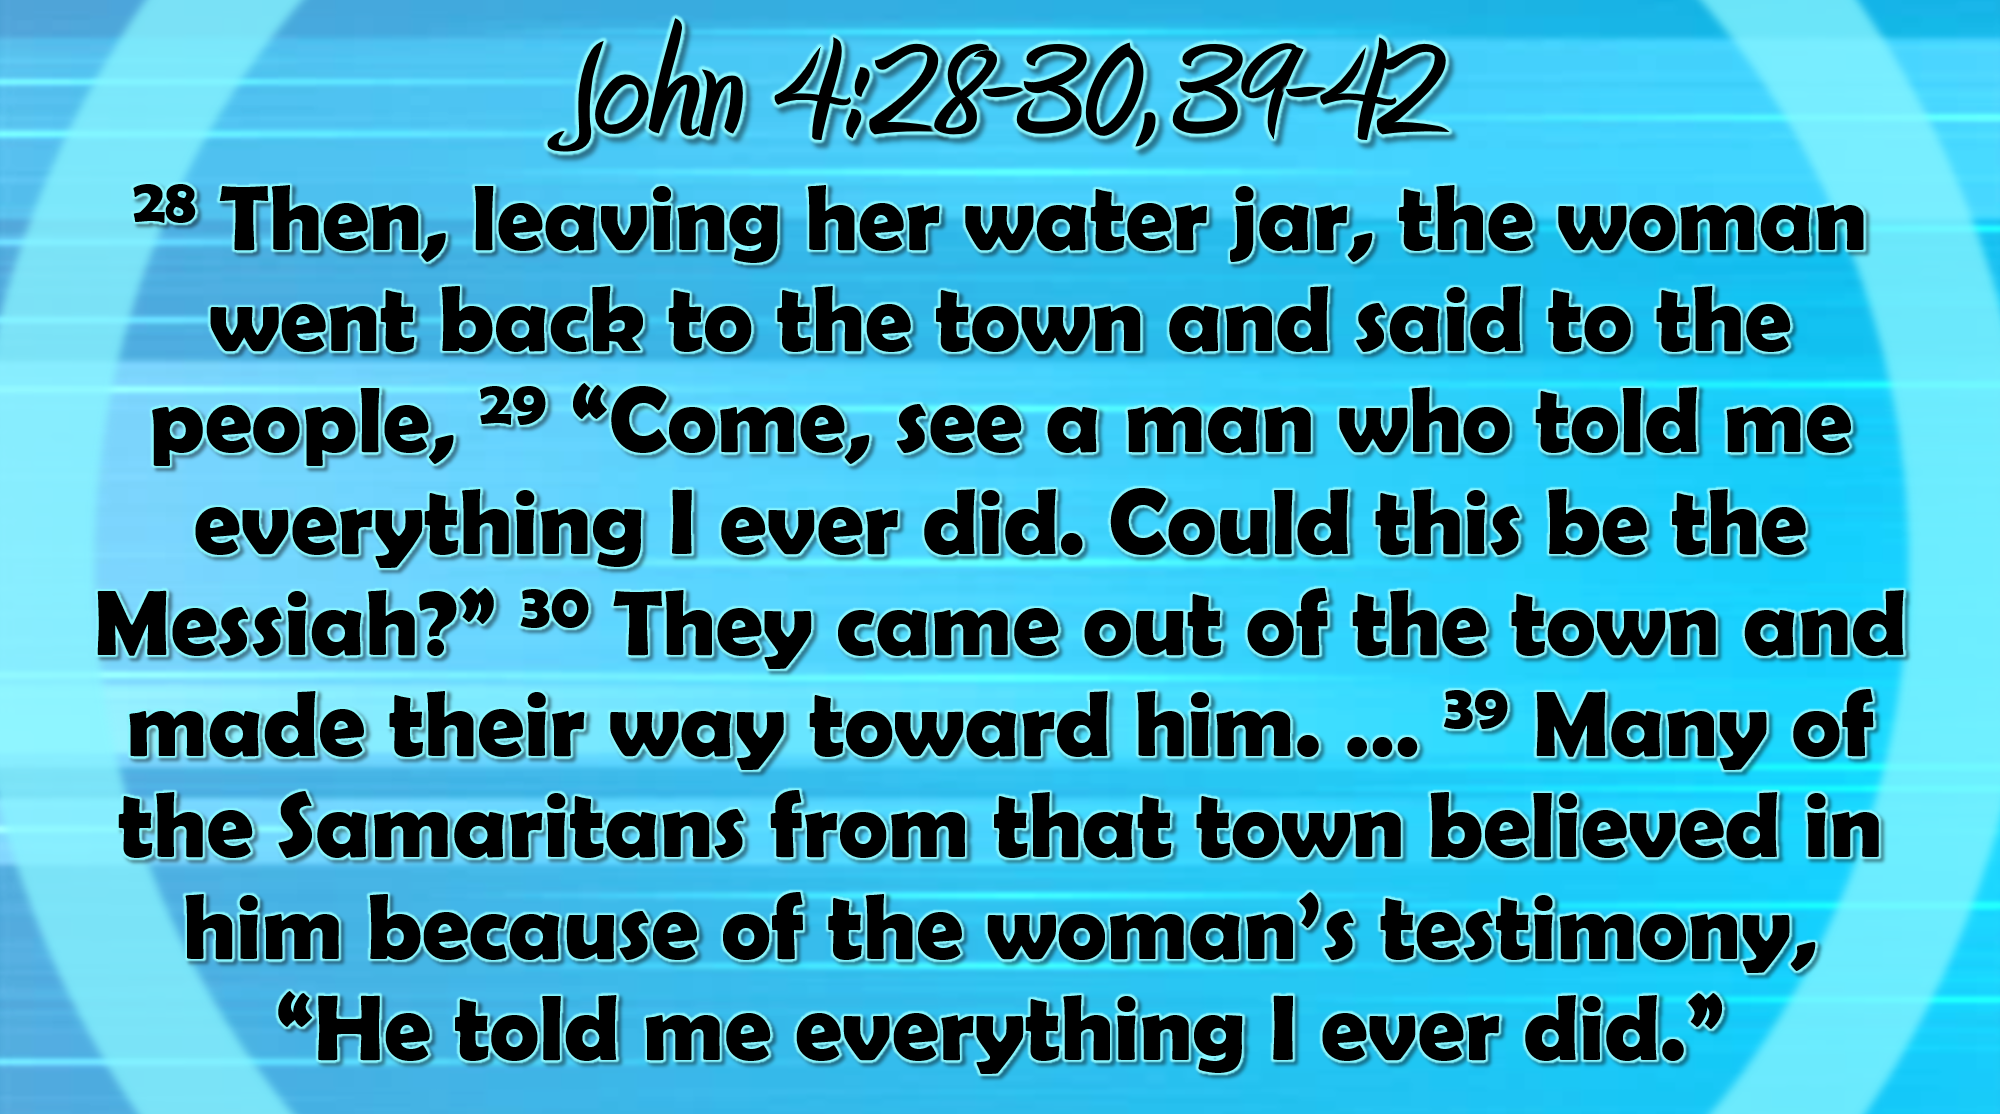 John 4:28-30, 39-42
28 Then, leaving her water jar, the woman
went back to the town and said to the
people, 29 “Come, see a man who told me
everything I ever did. Could this be the
Messiah?” 30 They came out of the town and
made their way toward him. ... 39 Many of
the Samaritans from that town believed in
him because of the woman’s testimony,
“He told me everything I ever did.”